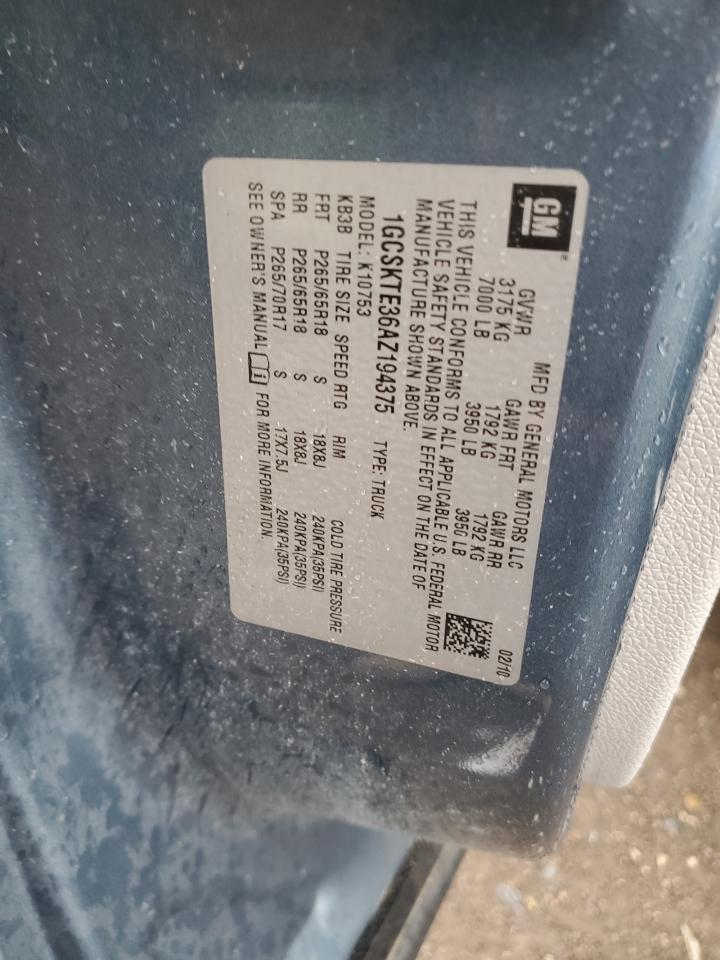 GM®
MFD BY GENERAL MOTORS LLC 02/10
GVWR GAWR FRT GAWR RR
3175 KG 1792 KG 1792 KG
7000 LB 3950 LB 3950 LB
THIS VEHICLE CONFORMS TO ALL APPLICABLE U.S. FEDERAL MOTOR
VEHICLE SAFETY STANDARDS IN EFFECT ON THE DATE OF
MANUFACTURE SHOWN ABOVE.
1GCSKTE36AZ194375 TYPE: TRUCK
MODEL: K10753
KB3B TIRE SIZE SPEED RTG RIM COLD TIRE PRESSURE
FRT P265/65R18 S 18X8J 240KPA(35PSI)
RR P265/65R18 S 18X8J 240KPA(35PSI)
SPA P265/70R17 S 17X7.5J 240KPA(35PSI)
SEE OWNER'S MANUAL i FOR MORE INFORMATION.